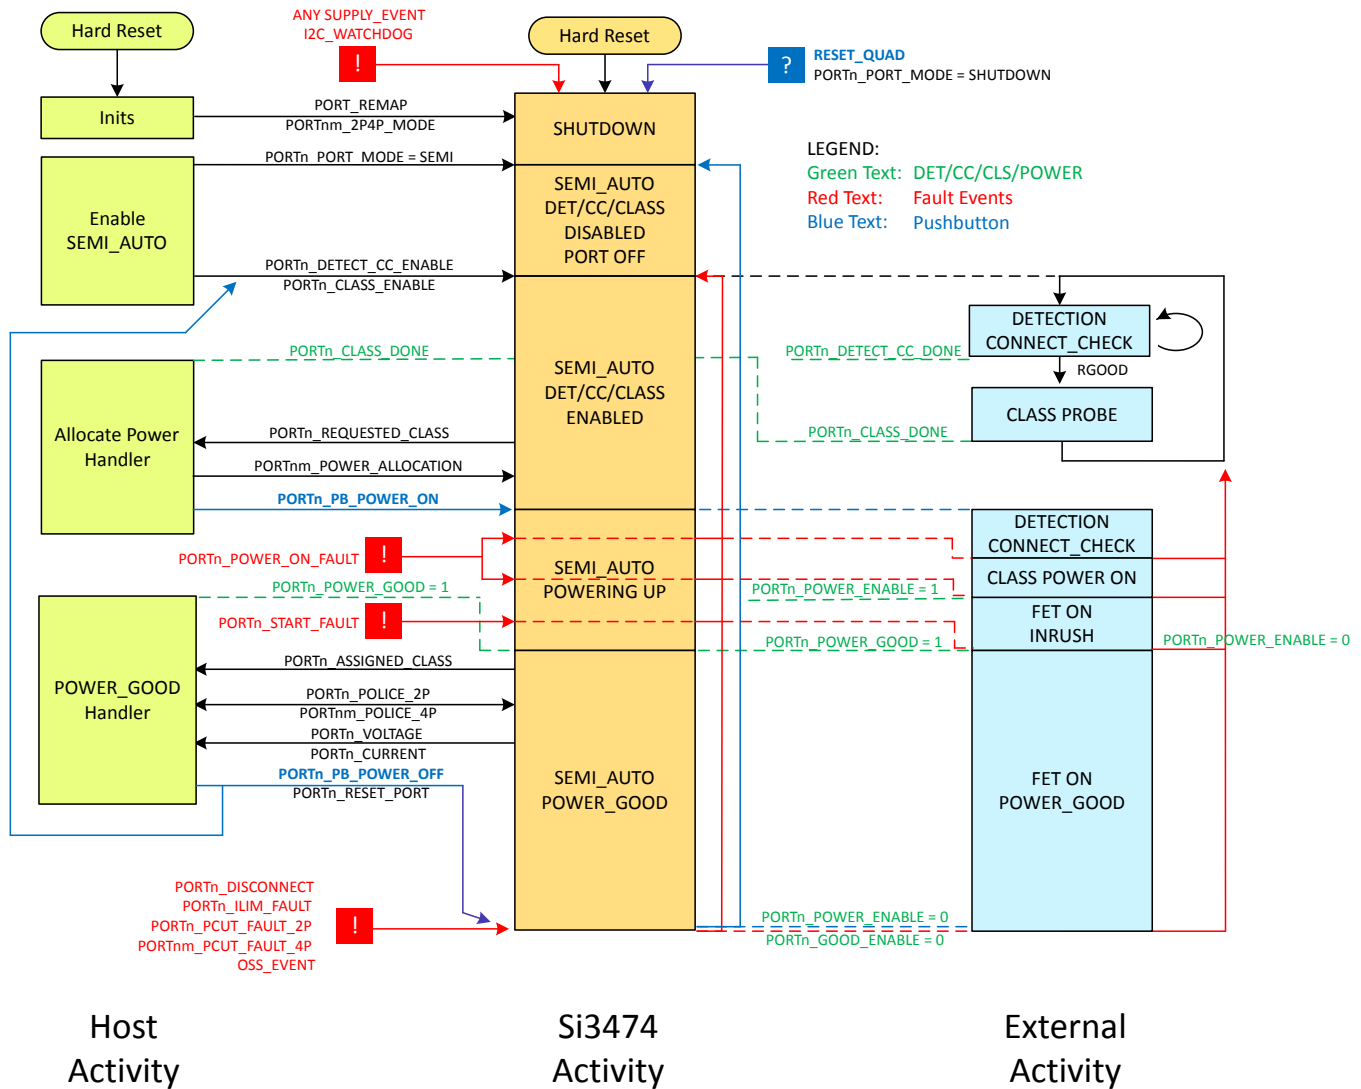 ANY SUPPLY_EVENT
I2C_WATCHDOG
!
Hard Reset
Hard Reset
?
RESET_QUAD
PORTn_PORT_MODE = SHUTDOWN
Inits
PORT_REMAP
PORTnm_2P4P_MODE
SHUTDOWN
LEGEND:
Green Text: DET/CC/CLS/POWER
Red Text: Fault Events
Blue Text: Pushbutton
Enable
SEMI_AUTO
PORTn_PORT_MODE = SEMI
SEMI_AUTO
DET/CC/CLASS
DISABLED
PORT OFF
PORTn_DETECT_CC_ENABLE
PORTn_CLASS_ENABLE
DETECTION
CONNECT_CHECK
PORTn_CLASS_DONE
PORTn_DETECT_CC_DONE
RGOOD
SEMI_AUTO
DET/CC/CLASS
ENABLED
CLASS PROBE
PORTn_CLASS_DONE
Allocate Power
Handler
PORTn_REQUESTED_CLASS
PORTnm_POWER_ALLOCATION
PORTn_PB_POWER_ON
DETECTION
CONNECT_CHECK
PORTn_POWER_ON_FAULT
!
SEMI_AUTO
POWERING UP
CLASS POWER ON
PORTn_POWER_GOOD = 1
PORTn_POWER_ENABLE = 1
FET ON
INRUSH
PORTn_START_FAULT
!
PORTn_POWER_GOOD = 1
PORTn_POWER_ENABLE = 0
POWER_GOOD
Handler
PORTn_ASSIGNED_CLASS
PORTn_POLICE_2P
PORTnm_POLICE_4P
PORTn_VOLTAGE
PORTn_CURRENT
PORTn_PB_POWER_OFF
PORTn_RESET_PORT
SEMI_AUTO
POWER_GOOD
FET ON
POWER_GOOD
PORTn_DISCONNECT
PORTn_ILIM_FAULT
PORTn_PCUT_FAULT_2P
PORTnm_PCUT_FAULT_4P
OSS_EVENT
!
PORTn_POWER_ENABLE = 0
PORTn_GOOD_ENABLE = 0
Host
Activity
Si3474
Activity
External
Activity